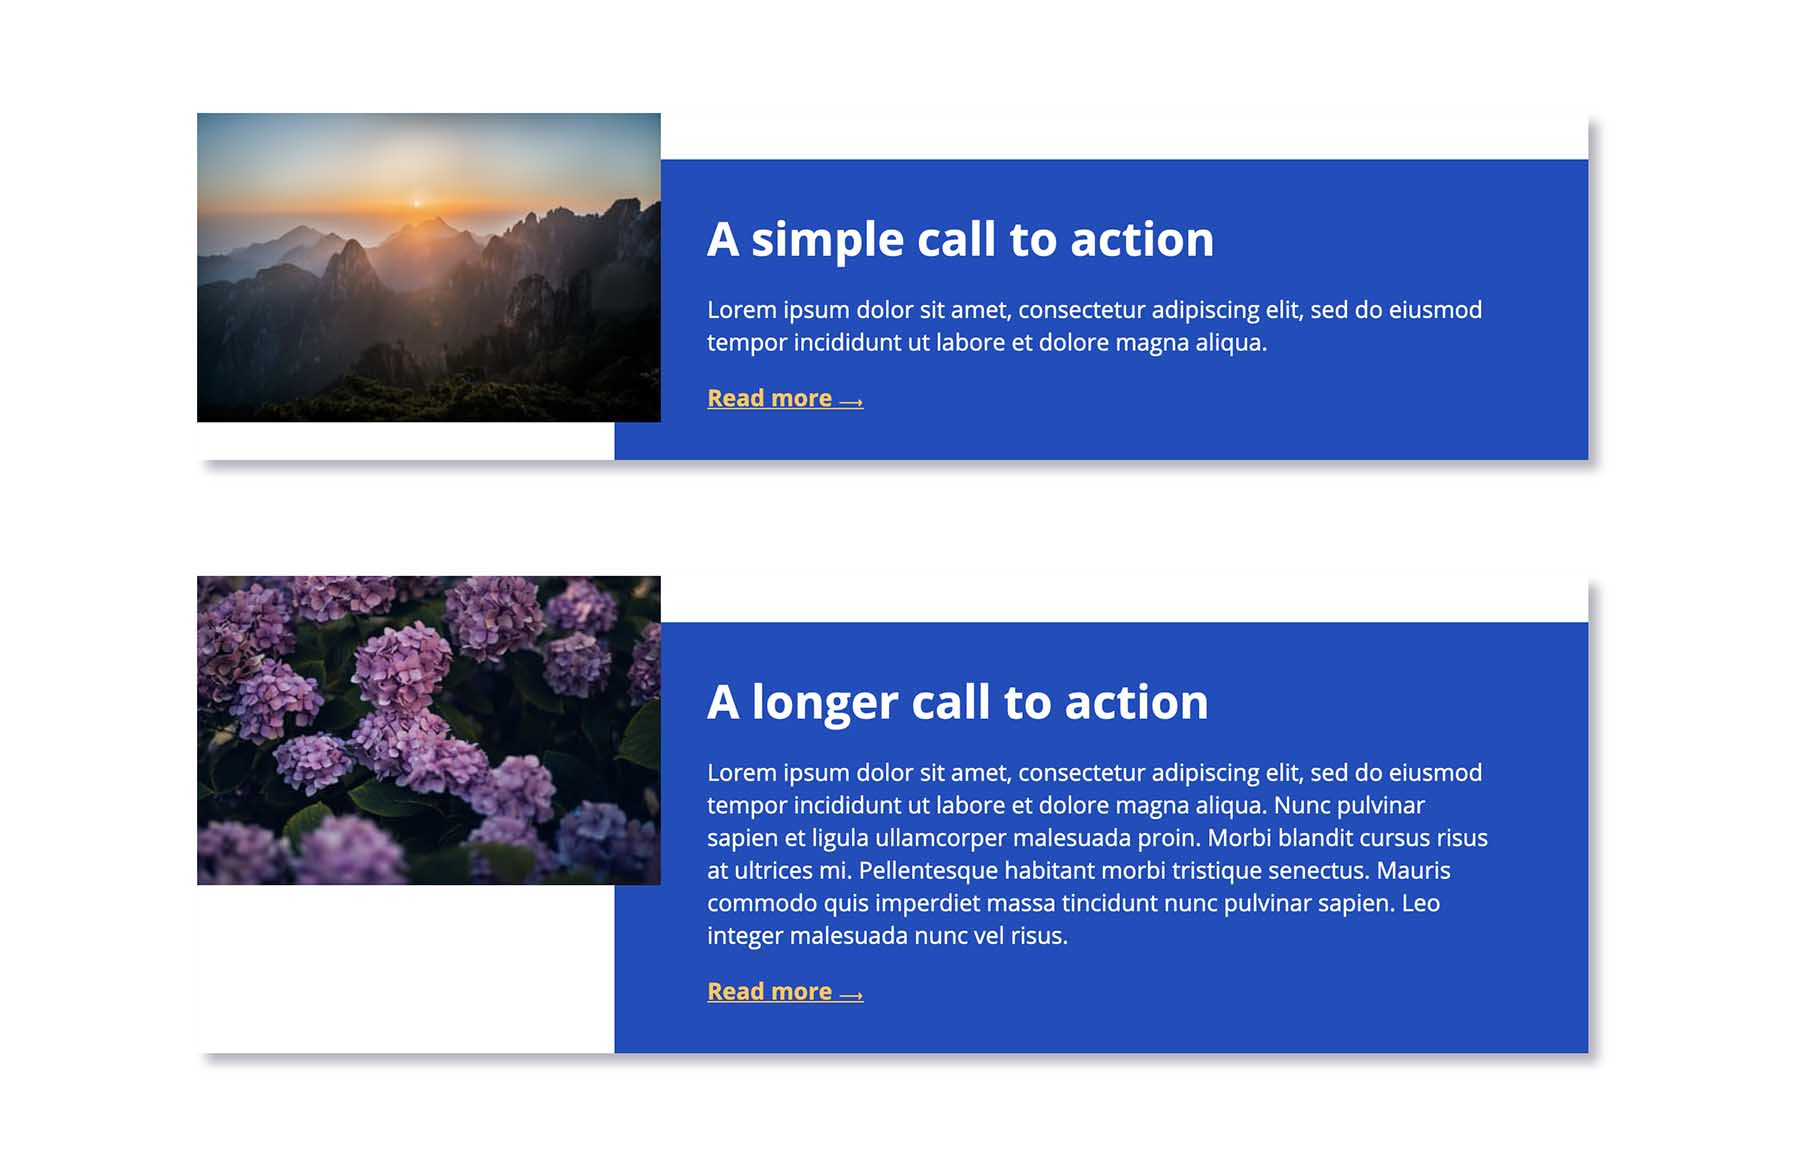 A simple call to action
Lorem ipsum dolor sit amet, consectetur adipiscing elit, sed do eiusmod
tempor incididunt ut labore et dolore magna aliqua.
Read more →
A longer call to action
Lorem ipsum dolor sit amet, consectetur adipiscing elit, sed do eiusmod
tempor incididunt ut labore et dolore magna aliqua. Nunc pulvinar
sapien et ligula ullamcorper malesuada proin. Morbi blandit cursus risus
at ultrices mi. Pellentesque habitant morbi tristique senectus. Mauris
commodo quis imperdiet massa tincidunt nunc pulvinar sapien. Leo
integer malesuada nunc vel risus.
Read more →